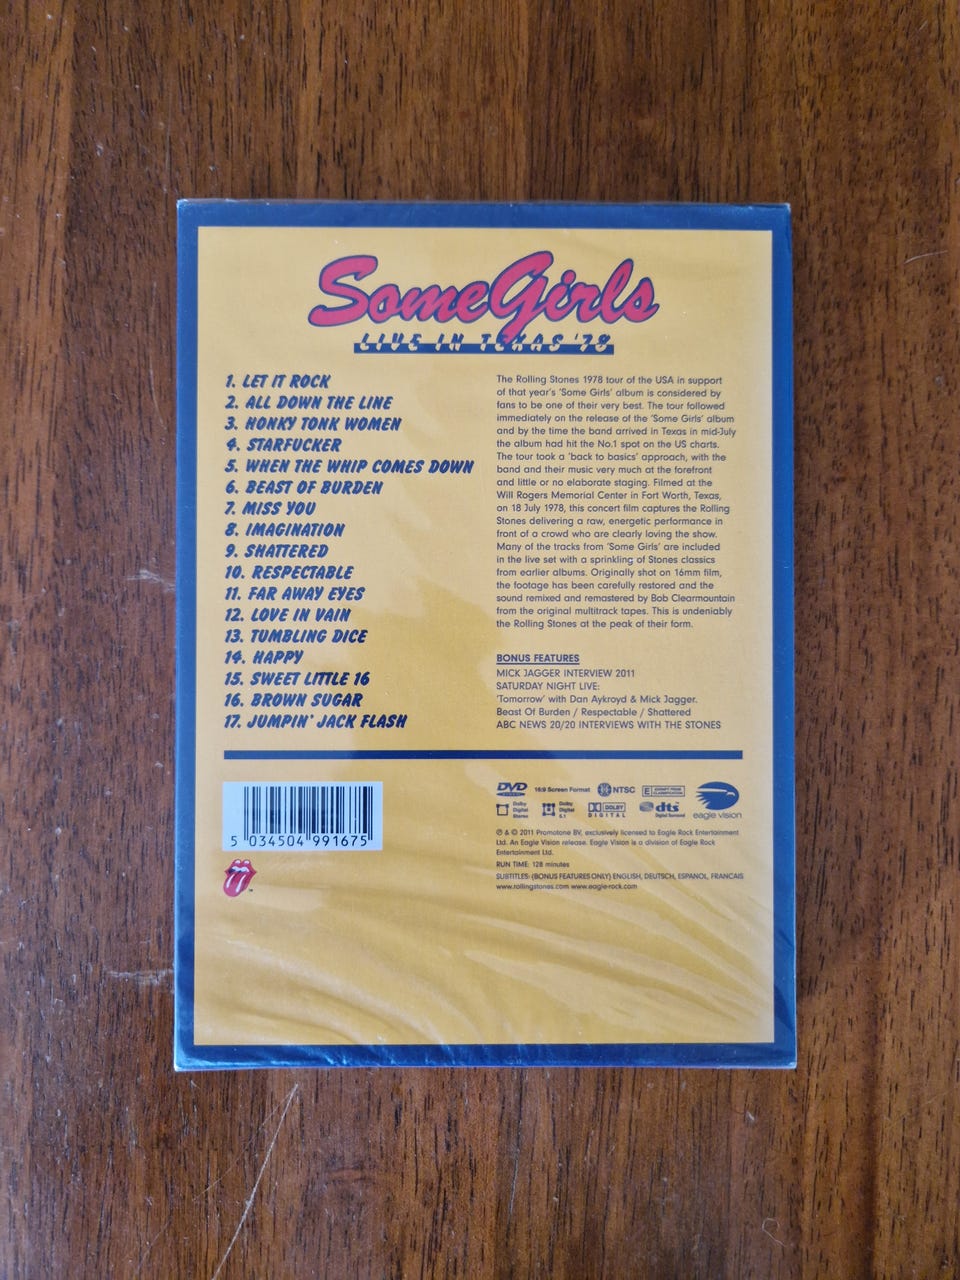 Some Girls
LIVE IN TEXAS '78
1. LET IT ROCK
2. ALL DOWN THE LINE
3. HONKY TONK WOMEN
4. STARFUCKER
5. WHEN THE WHIP COMES DOWN
6. BEAST OF BURDEN
7. MISS YOU
8. IMAGINATION
9. SHATTERED
10. RESPECTABLE
11. FAR AWAY EYES
12. LOVE IN VAIN
13. TUMBLING DICE
14. HAPPY
15. SWEET LITTLE 16
16. BROWN SUGAR
17. JUMPIN' JACK FLASH
The Rolling Stones 1978 tour of the USA in support
of that year's 'Some Girls' album is considered by
fans to be one of their very best. The tour followed
immediately on the release of the 'Some Girls' album
and by the time the band arrived in Texas in mid-July
the album had hit the No.1 spot on the US charts.
The tour took a 'back to basics' approach, with the
band and their music very much at the forefront
and little or no elaborate staging. Filmed at the
Will Rogers Memorial Center in Fort Worth, Texas,
on 18 July 1978, this concert film captures the Rolling
Stones delivering a raw, energetic performance in
front of a crowd who are clearly loving the show.
Many of the tracks from 'Some Girls' are included
in the live set with a sprinkling of Stones classics
from earlier albums. Originally shot on 16mm film,
the footage has been carefully restored and the
sound remixed and remastered by Bob Clearmountain
from the original multitrack tapes. This is undeniably
the Rolling Stones at the peak of their form.
BONUS FEATURES
MICK JAGGER INTERVIEW 2011
SATURDAY NIGHT LIVE:
'Tomorrow' with Dan Aykroyd & Mick Jagger.
Beast Of Burden / Respectable / Shattered
ABC NEWS 20/20 INTERVIEWS WITH THE STONES
5 034504 991675
TM
DVD VIDEO 16:9 Screen Format NTSC E EXEMPT FROM CLASSIFICATION
Dolby Digital Stereo Dolby Digital 5.1 DOLBY DIGITAL dts Digital Surround eagle vision
℗ & © 2011 Promotone BV, exclusively licensed to Eagle Rock Entertainment
Ltd. An Eagle Vision release. Eagle Vision is a division of Eagle Rock
Entertainment Ltd.
RUN TIME: 128 minutes
SUBTITLES: (BONUS FEATURES ONLY) ENGLISH, DEUTSCH, ESPANOL, FRANCAIS
www.rollingstones.com www.eagle-rock.com